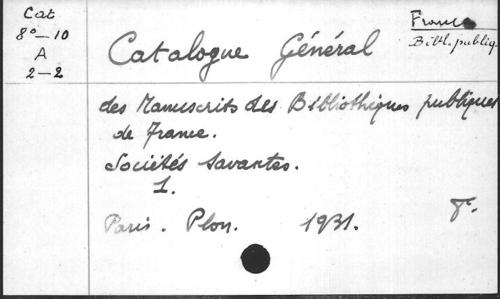 Cat
8°-10
A
2-2
France
Bibl. publiq.
Catalogue Général
des Manuscrits des Bibliothèques publiques
de France.
Sociétés Savantes.
1.
Paris. Plon. 1931. 8°.